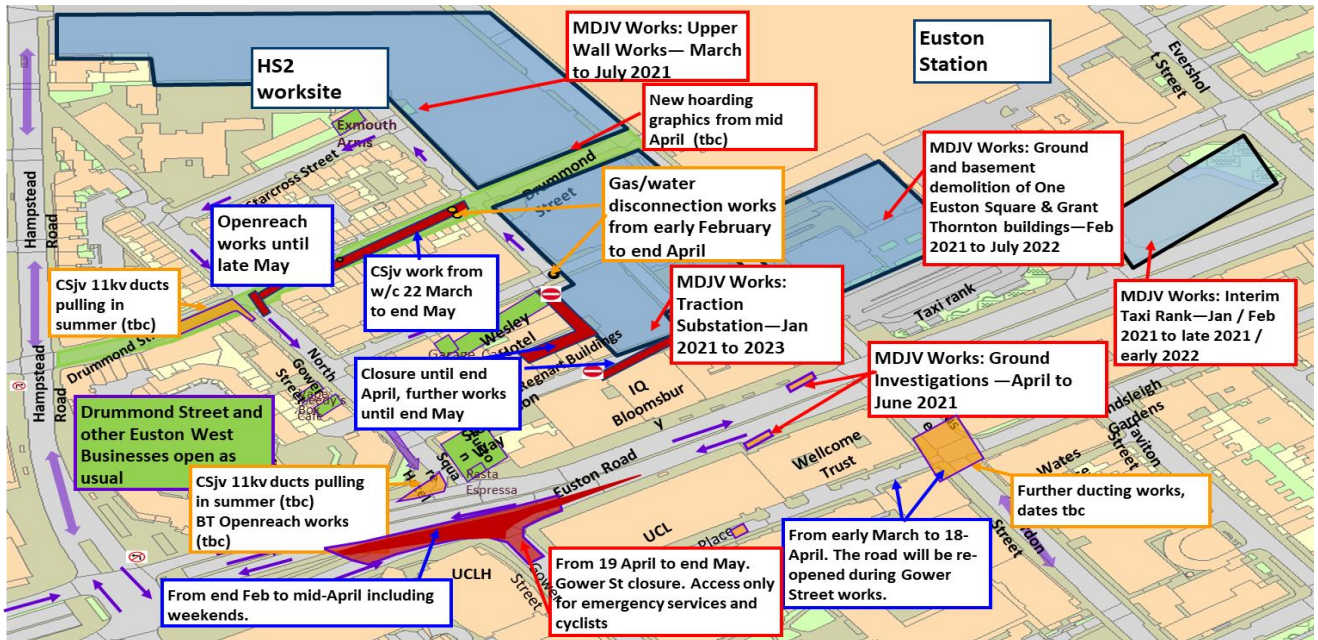 MDJV Works: Upper
Wall Works— March
to July 2021
Euston
Station
HS2
worksite
New hoarding
graphics from mid
April (tbc)
Eversholt Street
Exmouth
Arms
Starcross Street
Drummond
Street
Hampstead
Road
MDJV Works: Ground
and basement
demolition of One
Euston Square & Grant
Thornton buildings—Feb
2021 to July 2022
Gas/water
disconnection works
from early February
to end April
Openreach
works until
late May
CSjv work from
w/c 22 March
to end May
CSjv 11kv ducts
pulling in
summer (tbc)
MDJV Works:
Traction
Substation—Jan
2021 to 2023
Taxi rank
MDJV Works: Interim
Taxi Rank—Jan / Feb
2021 to late 2021 /
early 2022
Wesley
Hotel
Regnart Buildings
Drummond Str
North
Gower
Street
Closure until end
April, further works
until end May
IQ
Bloomsbur
y
MDJV Works: Ground
Investigations —April to
June 2021
Hampstead
Road
Drummond Street and
other Euston West
Businesses open as
usual
Way
Squa
Rasta
Espressa
Euston Road
Wellcome
Trust
Gardens
Taviton
Street
Wates
CSjv 11kv ducts pulling
in summer (tbc)
BT Openreach works
(tbc)
Further ducting works,
dates tbc
UCL
Place
Street
UCLH
Gower
Street
From end Feb to mid-April including
weekends.
From 19 April to end May.
Gower St closure. Access only
for emergency services and
cyclists
From early March to 18-
April. The road will be re-
opened during Gower
Street works.